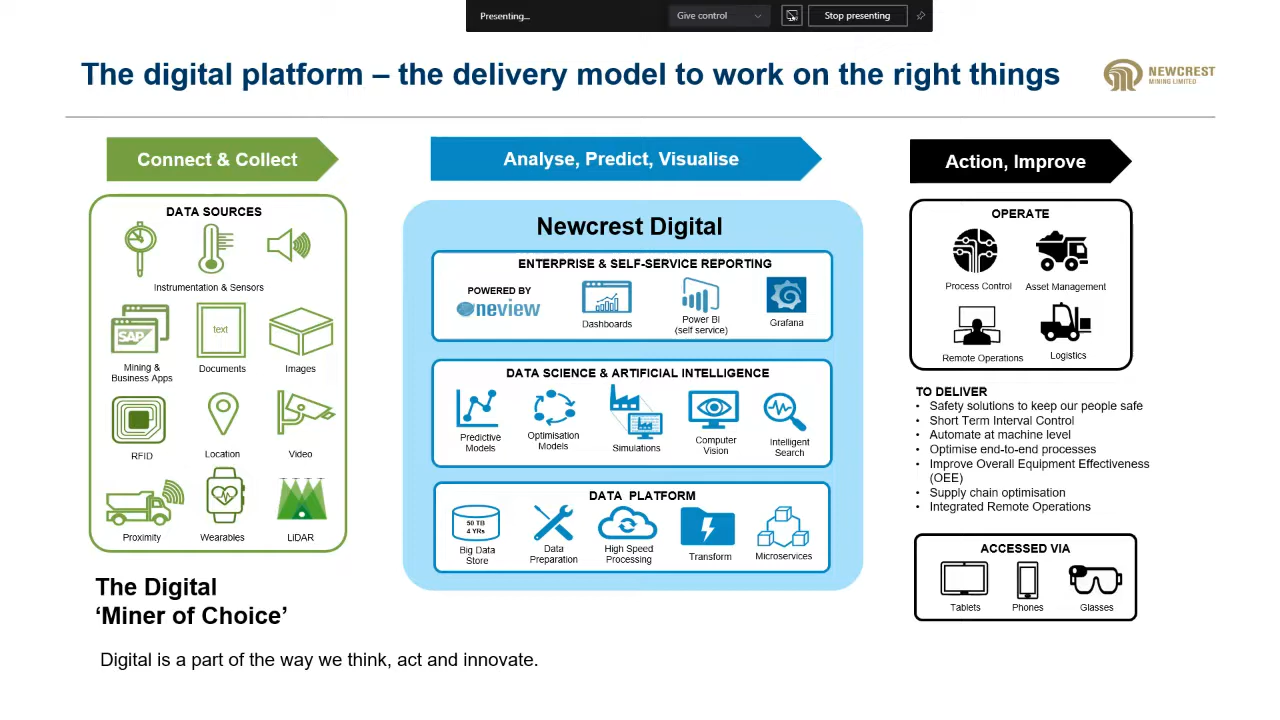 Presenting...
Give control
Stop presenting
The digital platform – the delivery model to work on the right things
NEWCREST
MINING LIMITED
Connect & Collect
DATA SOURCES
Instrumentation & Sensors
SAP
text
Mining &
Business Apps
Documents
Images
RFID
Location
Video
Proximity
Wearables
LiDAR
The Digital
‘Miner of Choice’
Digital is a part of the way we think, act and innovate.
Analyse, Predict, Visualise
Newcrest Digital
ENTERPRISE & SELF-SERVICE REPORTING
POWERED BY
oneview
Dashboards
Power BI
(self service)
Grafana
DATA SCIENCE & ARTIFICIAL INTELLIGENCE
Predictive
Models
Optimisation
Models
Simulations
Computer
Vision
Intelligent
Search
DATA PLATFORM
50 TB
4 YRs
Big Data
Store
Data
Preparation
High Speed
Processing
Transform
Microservices
Action, Improve
OPERATE
Process Control
Asset Management
Remote Operations
Logistics
TO DELIVER
• Safety solutions to keep our people safe
• Short Term Interval Control
• Automate at machine level
• Optimise end-to-end processes
• Improve Overall Equipment Effectiveness
(OEE)
• Supply chain optimisation
• Integrated Remote Operations
ACCESSED VIA
Tablets
Phones
Glasses